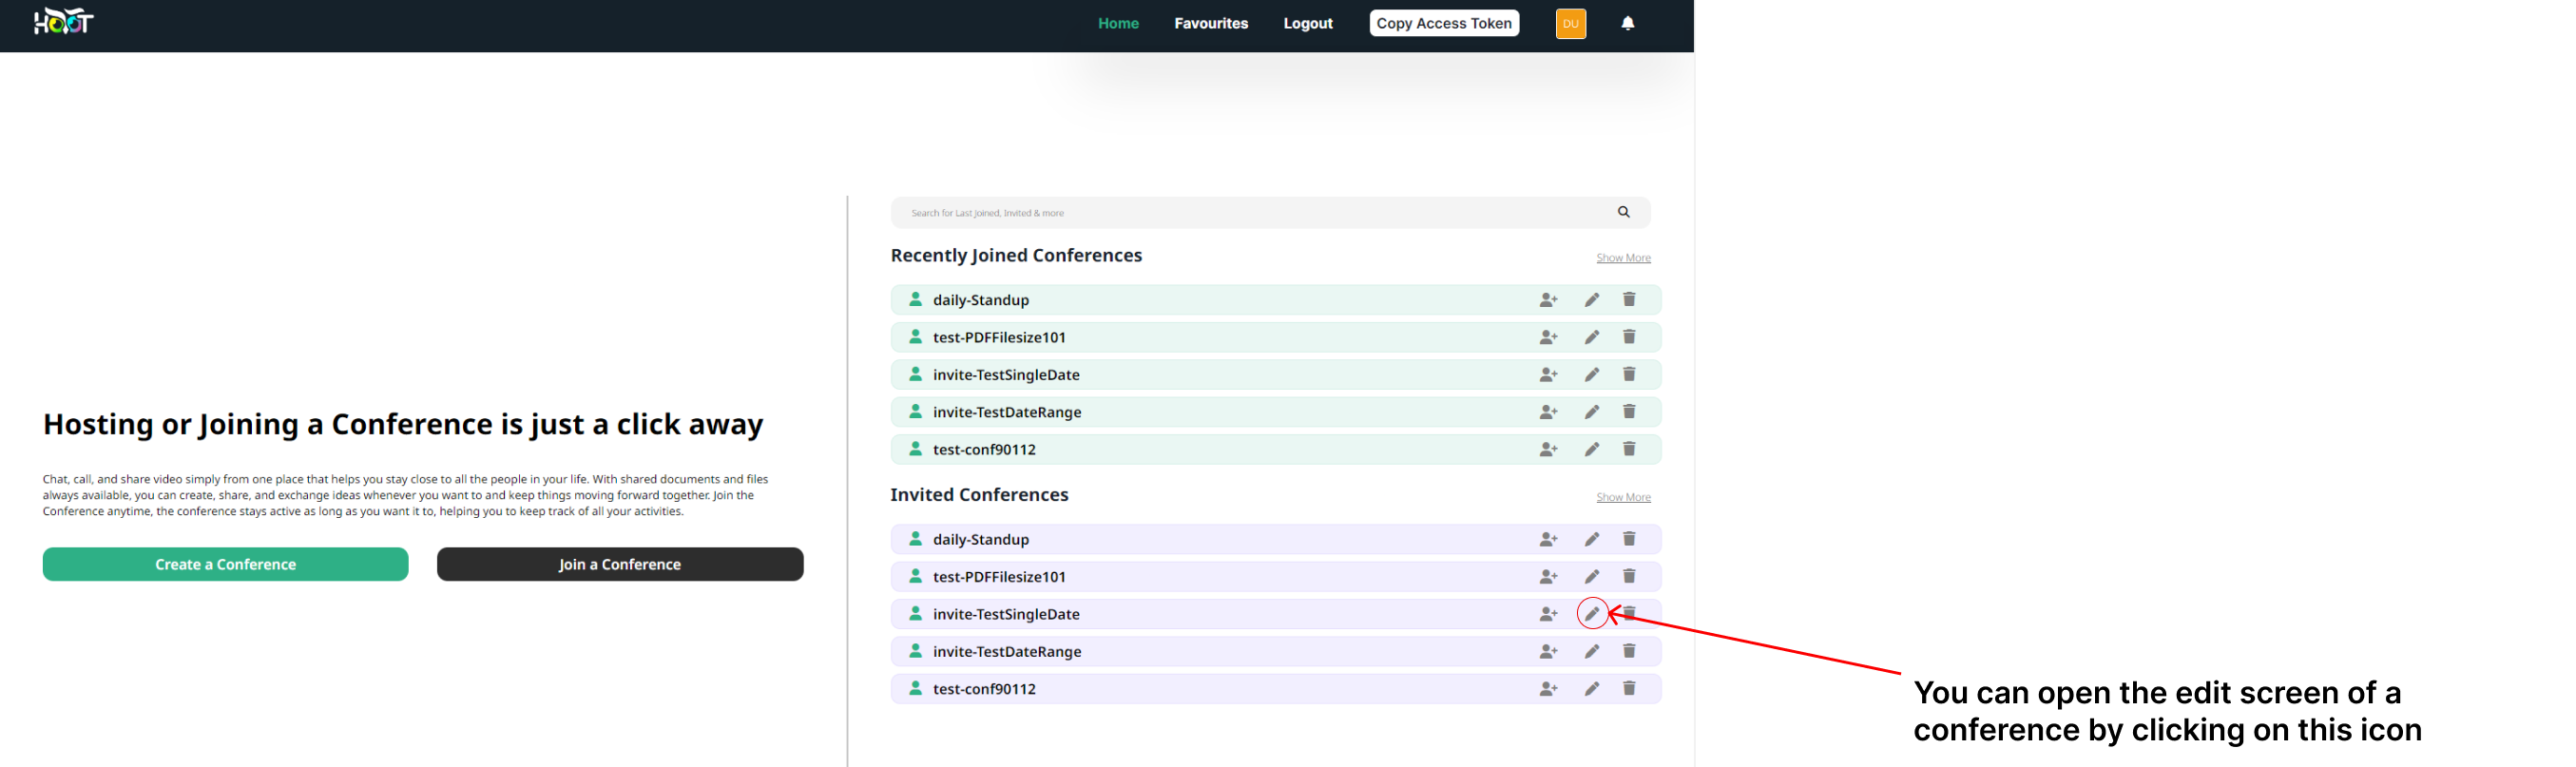 HOOT
Home Favourites Logout Copy Access Token DU
Search for Last Joined, Invited & more
Recently Joined Conferences
Show More
daily-Standup
test-PDFFilesize101
invite-TestSingleDate
invite-TestDateRange
test-conf90112
Hosting or Joining a Conference is just a click away
Chat, call, and share video simply from one place that helps you stay close to all the people in your life. With shared documents and files
always available, you can create, share, and exchange ideas whenever you want to and keep things moving forward together. Join the
Conference anytime, the conference stays active as long as you want it to, helping you to keep track of all your activities.
Create a Conference
Join a Conference
Invited Conferences
Show More
daily-Standup
test-PDFFilesize101
invite-TestSingleDate
invite-TestDateRange
test-conf90112
You can open the edit screen of a
conference by clicking on this icon